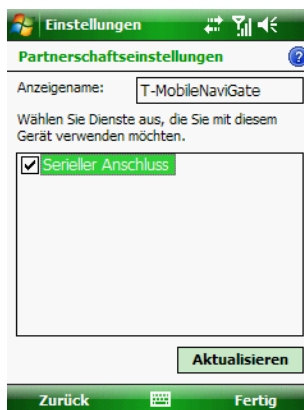 Einstellungen
Partnerschaftseinstellungen
?
Anzeigename: T-MobileNaviGate
Wählen Sie Dienste aus, die Sie mit diesem
Gerät verwenden möchten.
Serieller Anschluss
Aktualisieren
Zurück Fertig